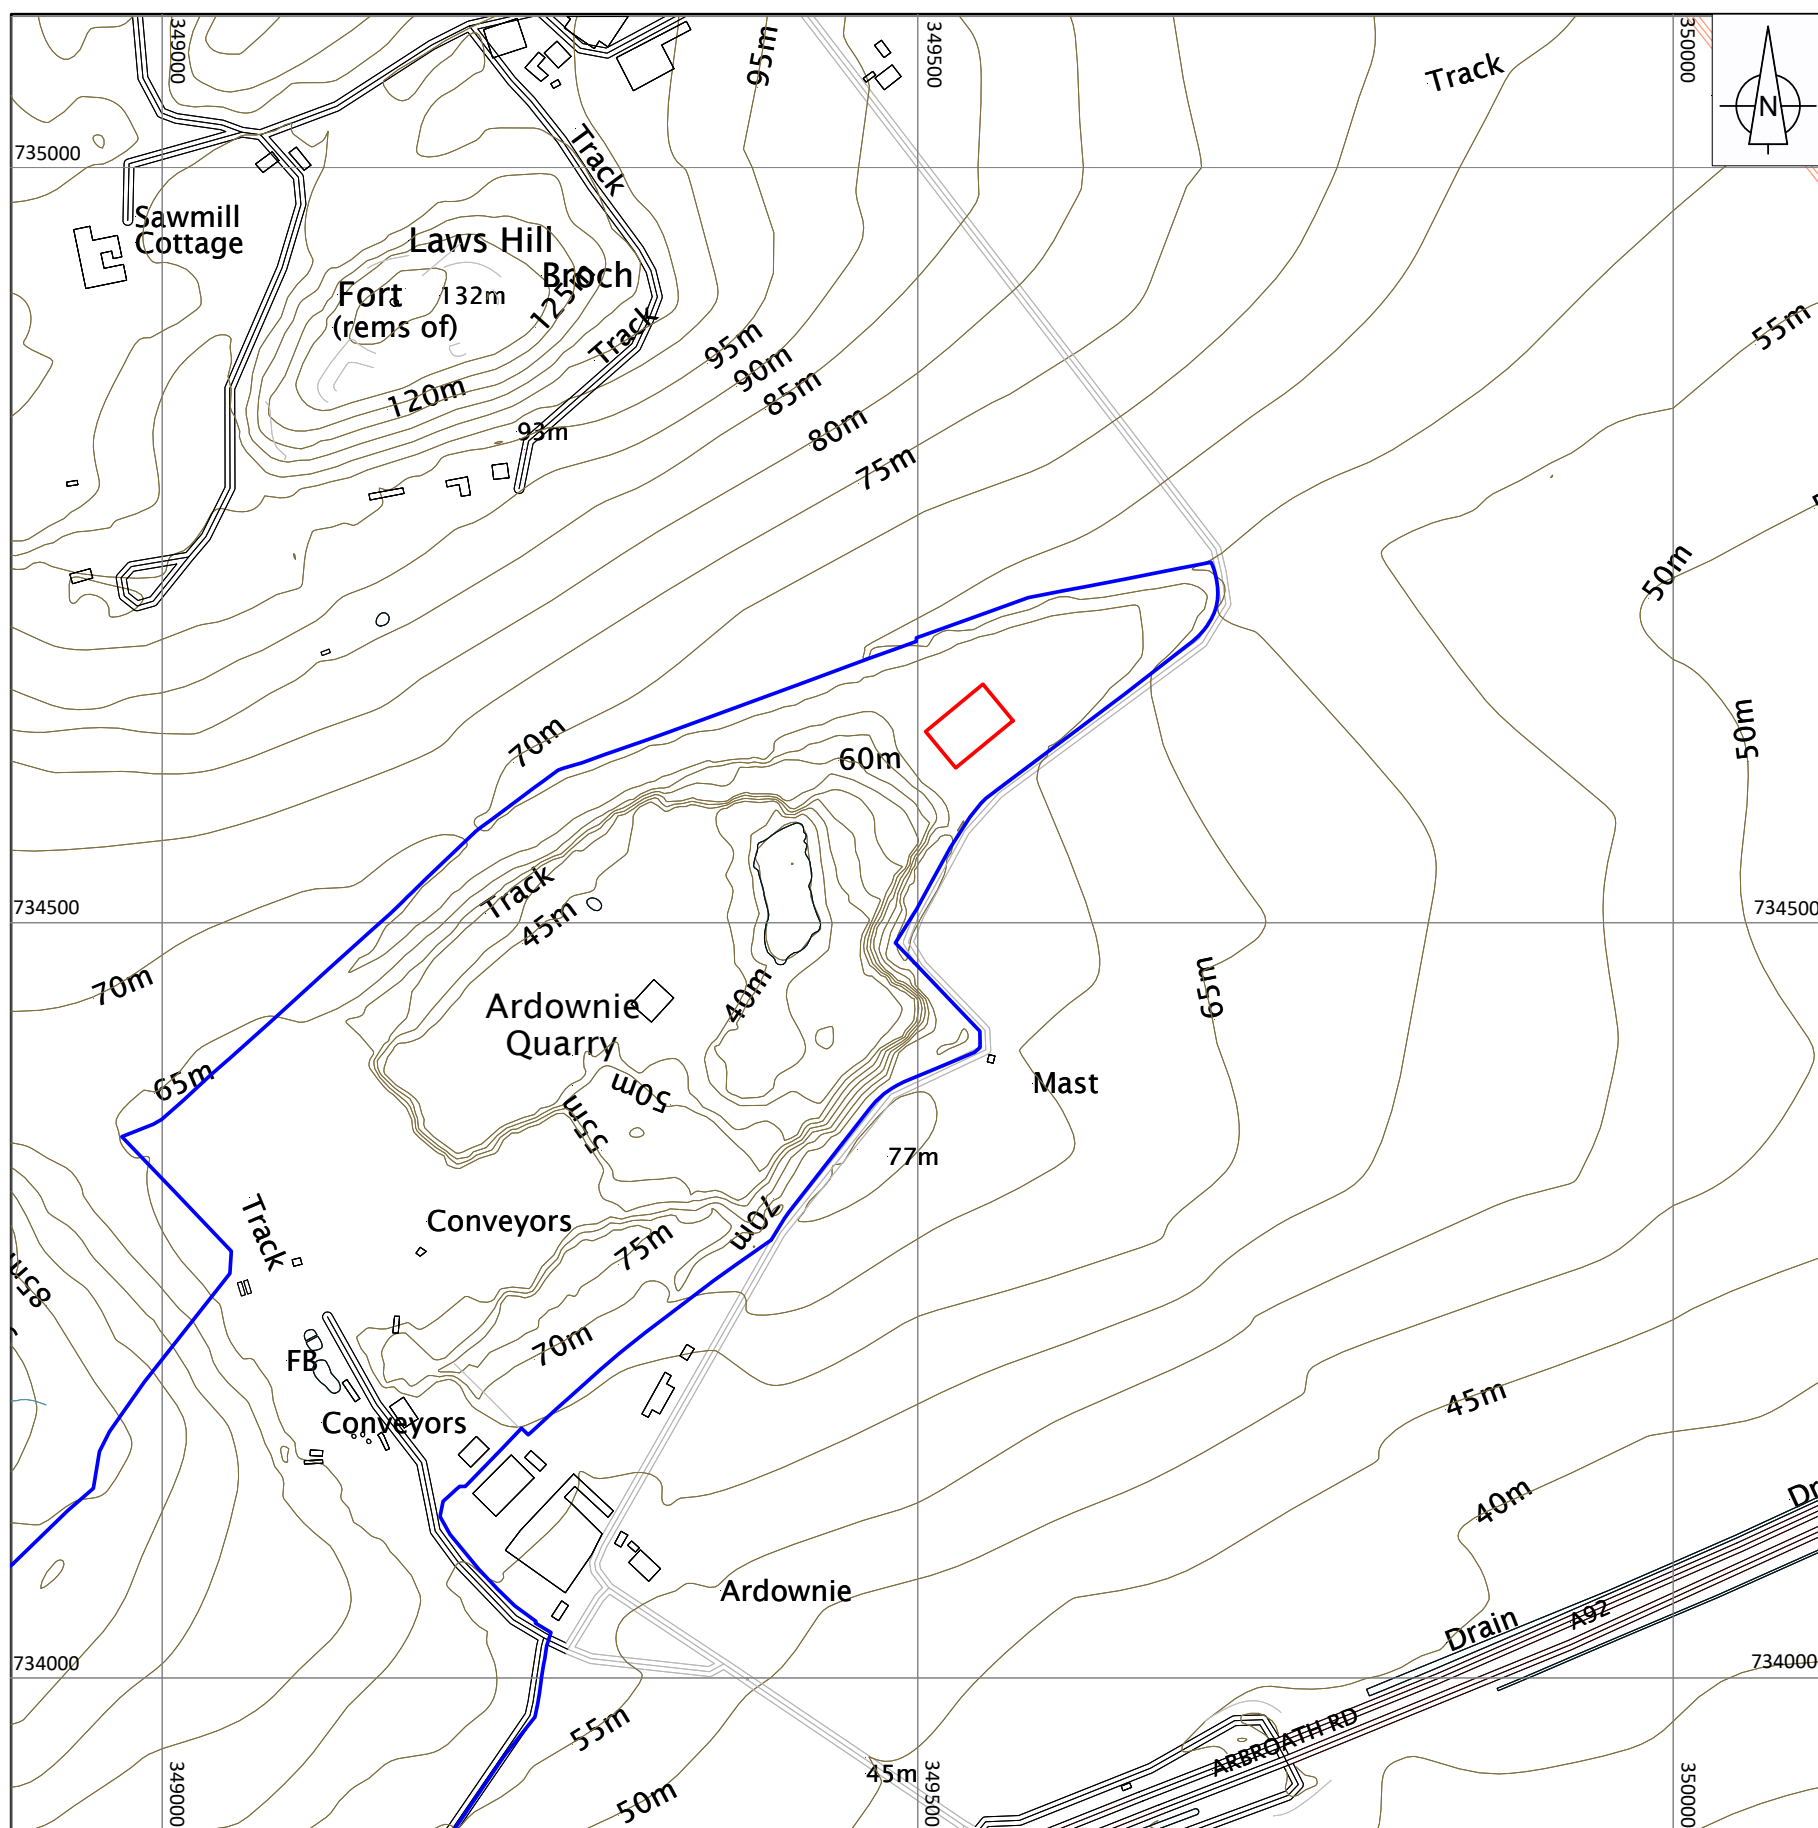 349000
349500
350000
95m
Track
N
735000
Track
Sawmill
Cottage
Laws Hill
Broch
Fort
132m
125m
(rems of)
Track
55m
95m
90m
85m
120m
80m
93m
75m
50m
70m
60m
50m
Track
45m
734500
734500
70m
40m
65m
Ardownie
Quarry
65m
50m
Mast
55m
77m
Track
Conveyors
70m
75m
85m
70m
FB
Conveyors
45m
40m
Dr
Ardownie
A92
Drain
734000
734000
55m
ARBROATH RD
45m
50m
349000
349500
350000